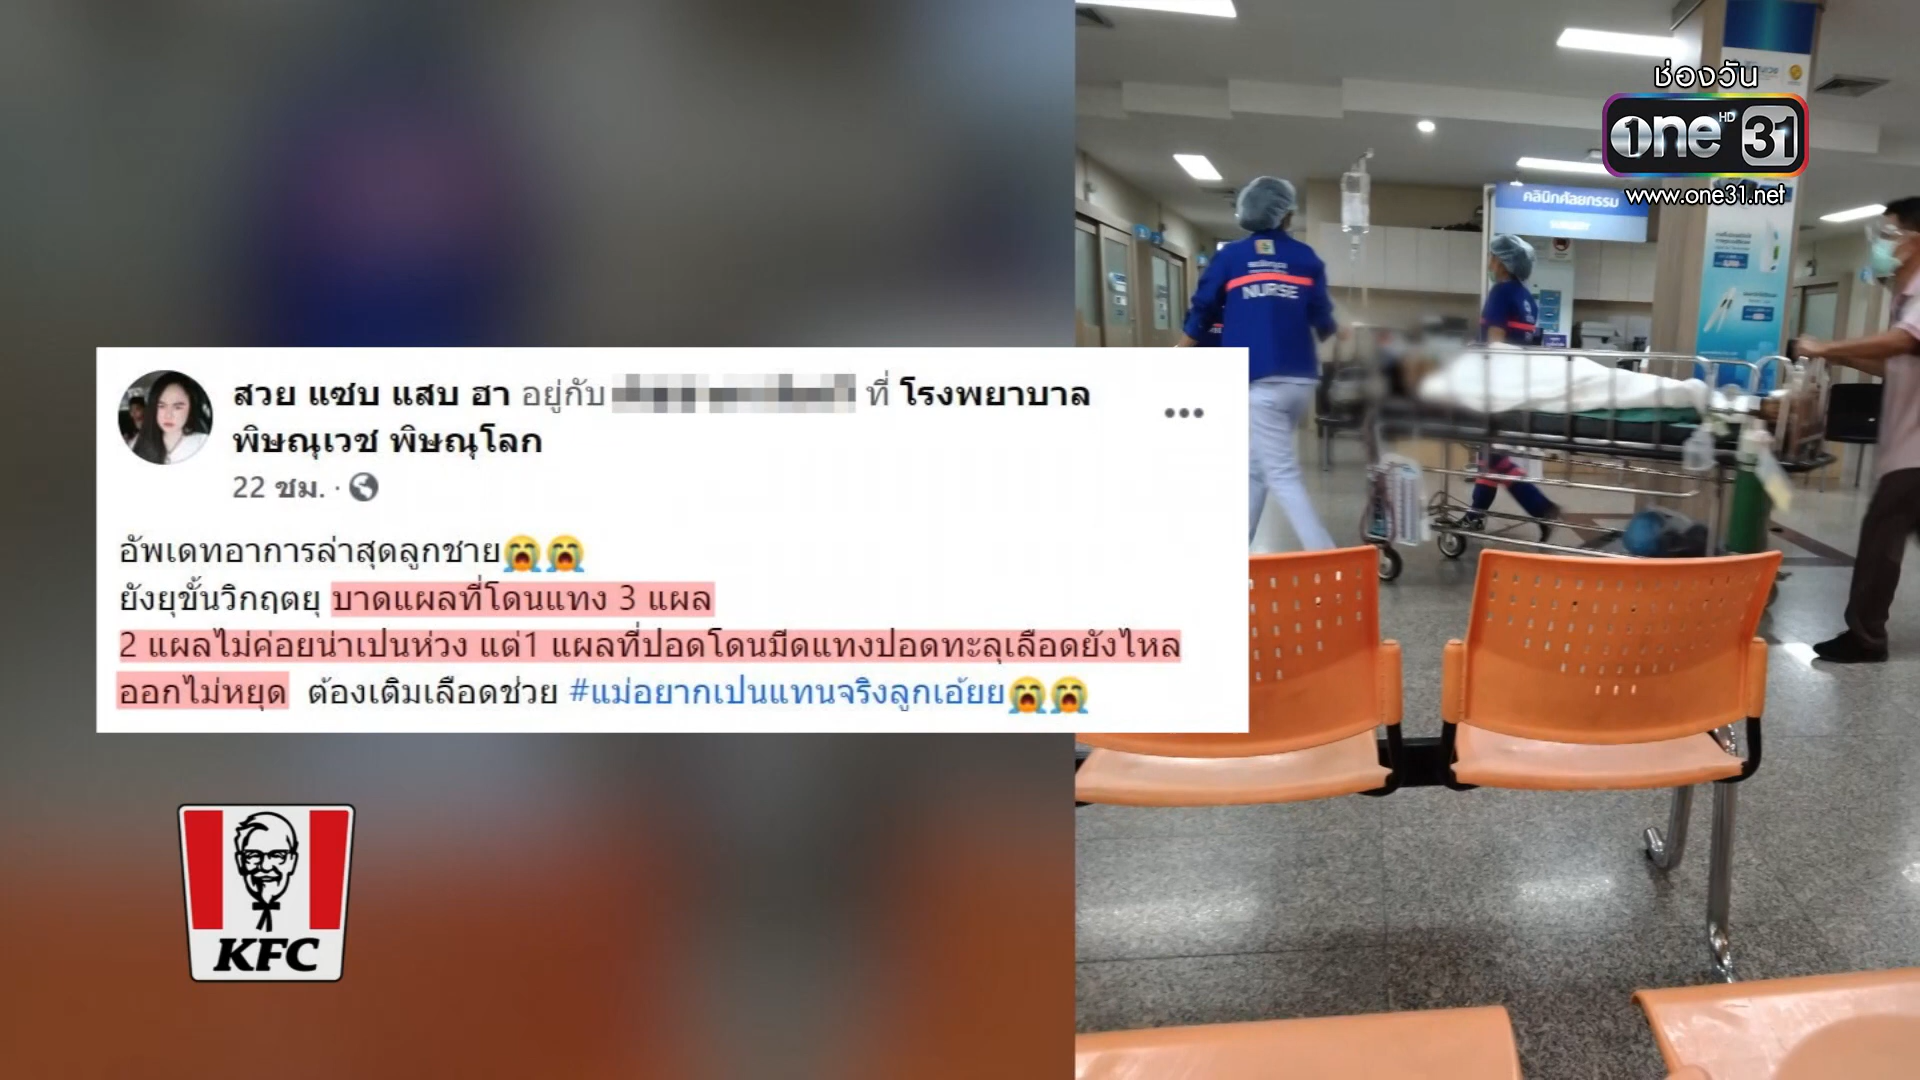 ช่องวัน
one HD 31
www.one31.net
คลินิกศัลยกรรม
SURGERY
NURSE
สวย แซบ แสบ ฮา อยู่กับ ที่ โรงพยาบาล
พิษณุเวช พิษณุโลก
22 ชม. ·
อัพเดทอาการล่าสุดลูกชาย😭😭
ยังยุขั้นวิกฤตยุ บาดแผลที่โดนแทง 3 แผล
2 แผลไม่ค่อยน่าเปนห่วง แต่1 แผลที่ปอดโดนมีดแทงปอดทะลุเลือดยังไหล
ออกไม่หยุด ต้องเติมเลือดช่วย #แม่อยากเปนแทนจริงลูกเอ้ยย😭😭
KFC